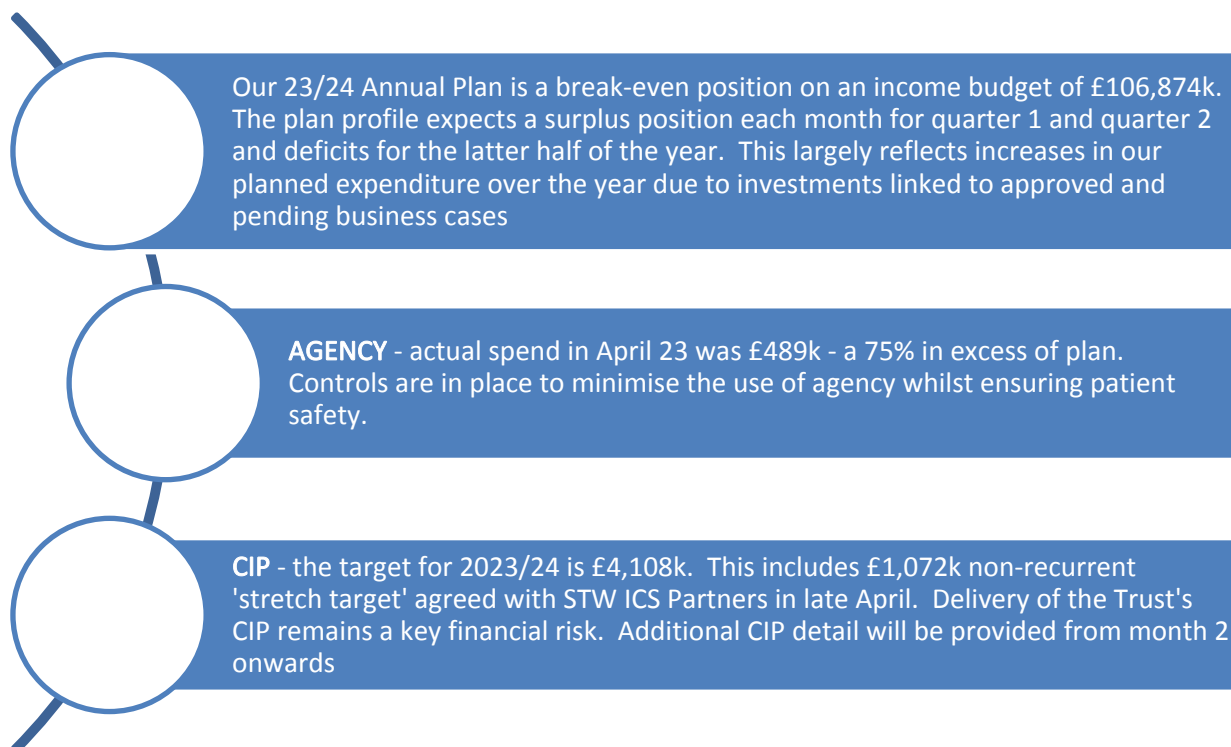 Our 23/24 Annual Plan is a break-even position on an income budget of £106,874k.
The plan profile expects a surplus position each month for quarter 1 and quarter 2
and deficits for the latter half of the year.  This largely reflects increases in our
planned expenditure over the year due to investments linked to approved and
pending business cases
AGENCY - actual spend in April 23 was £489k - a 75% in excess of plan.
Controls are in place to minimise the use of agency whilst ensuring patient
safety.
CIP - the target for 2023/24 is £4,108k.  This includes £1,072k non-recurrent
'stretch target' agreed with STW ICS Partners in late April.  Delivery of the Trust's
CIP remains a key financial risk.  Additional CIP detail will be provided from month 2
onwards